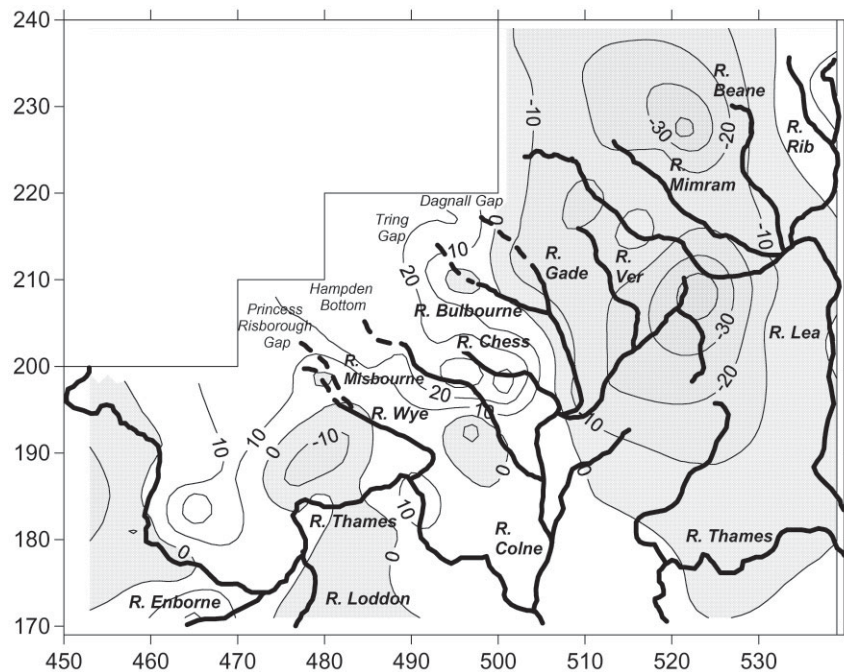 240
230
220
210
200
190
180
170
450
460
470
480
490
500
510
520
530
R.
Beane
-10
-30
-20
R.
Rib
R.
Mimram
Dagnall Gap
0
Tring
Gap
10
20
-10
R.
Gade
R.
Ver
Hampden
Bottom
R. Bulbourne
-30
R. Lea
Princess
Risborough
Gap
R. Chess
0
R.
Misbourne
20
10
-20
R. Wye
10
10
0
-10
-10
0
0
10
R. Thames
R.
Colne
R. Thames
0
0
R. Enborne
R. Loddon